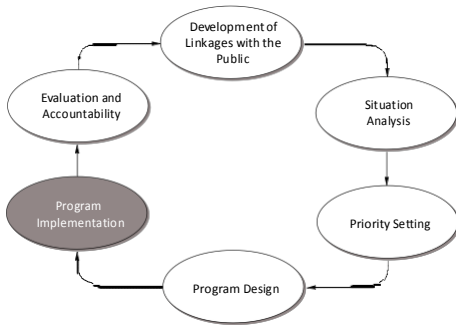 Development of
Linkages with the
Public
Situation
Analysis
Priority Setting
Program Design
Program
Implementation
Evaluation and
Accountability